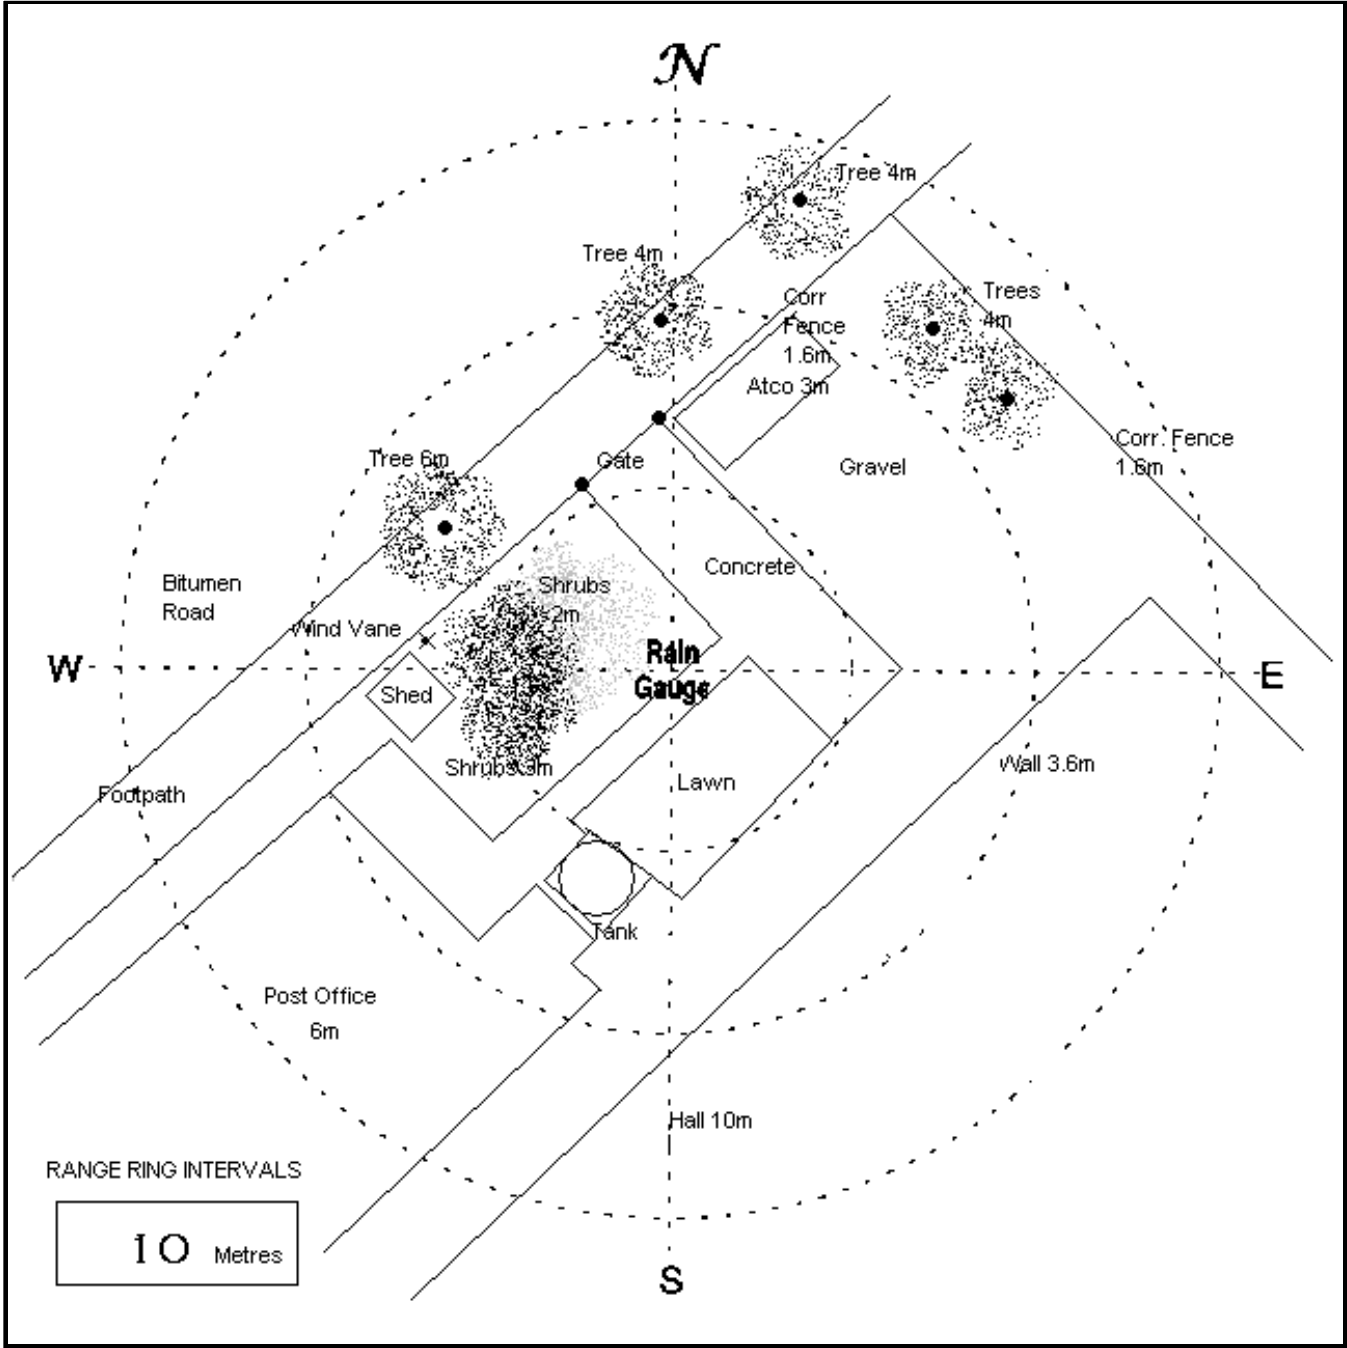 N
Tree 4m
Tree 4m
Corr
Fence
1.6m
Trees
4m
Atco 3m
Corr. Fence
1.6m
Tree 6m
Gate
Gravel
Concrete
Bitumen
Road
Shrubs
2m
Wind Vane
Rain
Gauge
W
E
Shed
Shrubs 3m
Lawn
Wall 3.6m
Footpath
Tank
Post Office
6m
Hall 10m
RANGE RING INTERVALS
10 Metres
S